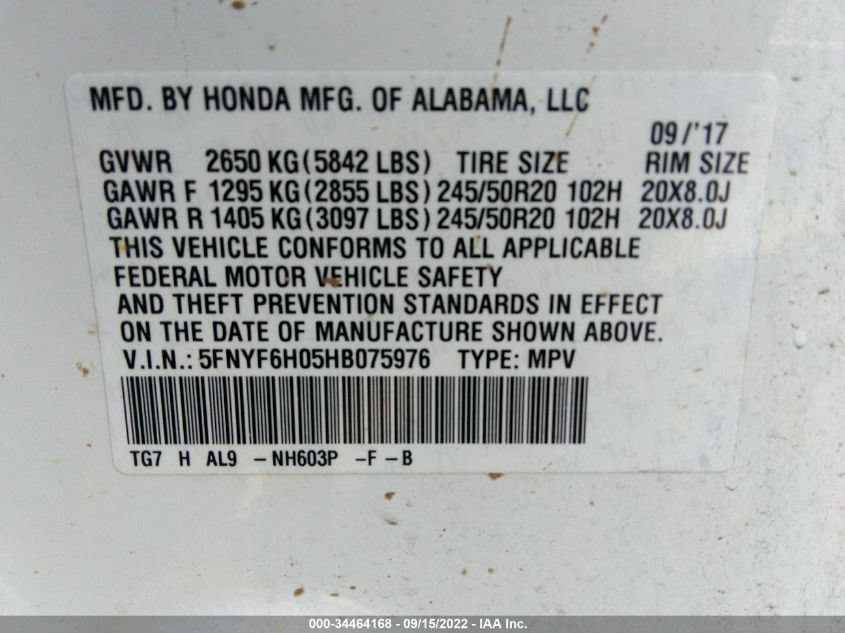 MFD. BY HONDA MFG. OF ALABAMA, LLC
09/'17
GVWR 2650 KG(5842 LBS) TIRE SIZE RIM SIZE
GAWR F 1295 KG(2855 LBS)245/50R20 102H 20X8.0J
GAWR R 1405 KG(3097 LBS)245/50R20 102H 20X8.0J
THIS VEHICLE CONFORMS TO ALL APPLICABLE
FEDERAL MOTOR VEHICLE SAFETY
AND THEFT PREVENTION STANDARDS IN EFFECT
ON THE DATE OF MANUFACTURE SHOWN ABOVE.
V.I.N.: 5FNYF6H05HB075976 TYPE: MPV
TG7 H AL9 -NH603P -F -B
000-34464168 - 09/15/2022 - IAA Inc.